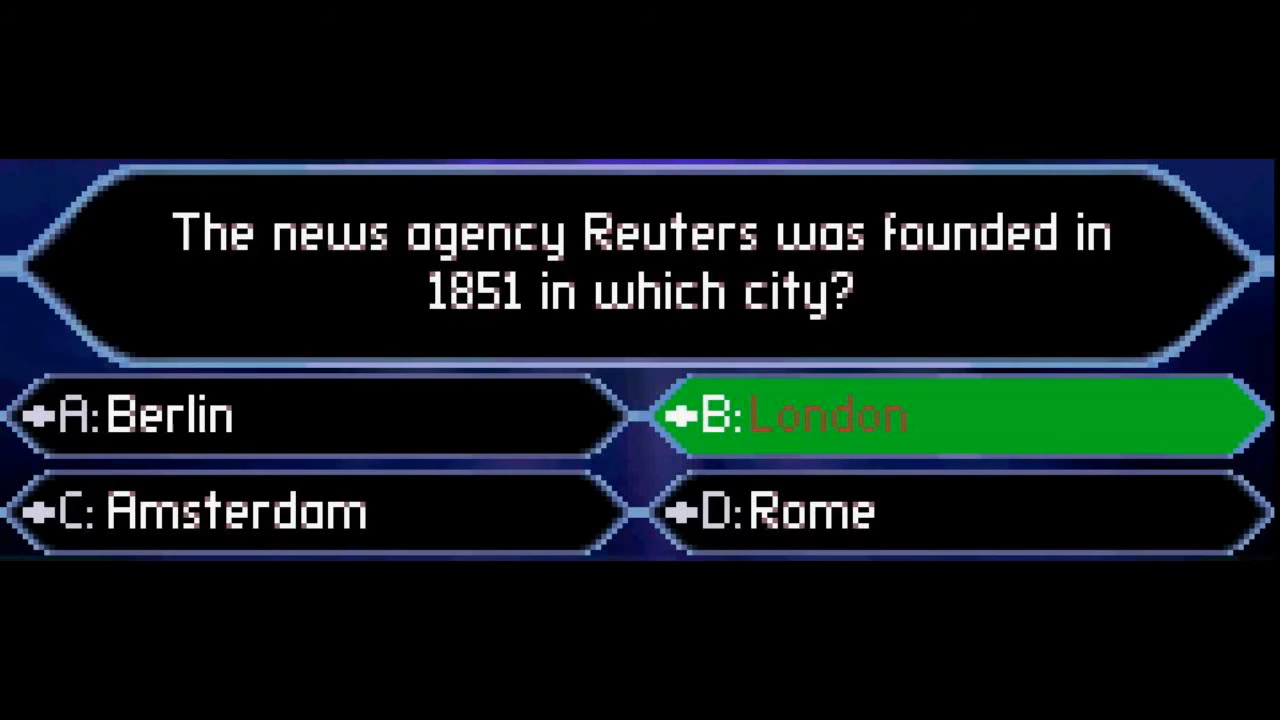 The news agency Reuters was founded in
1851 in which city?
A: Berlin
B: London
C: Amsterdam
D: Rome